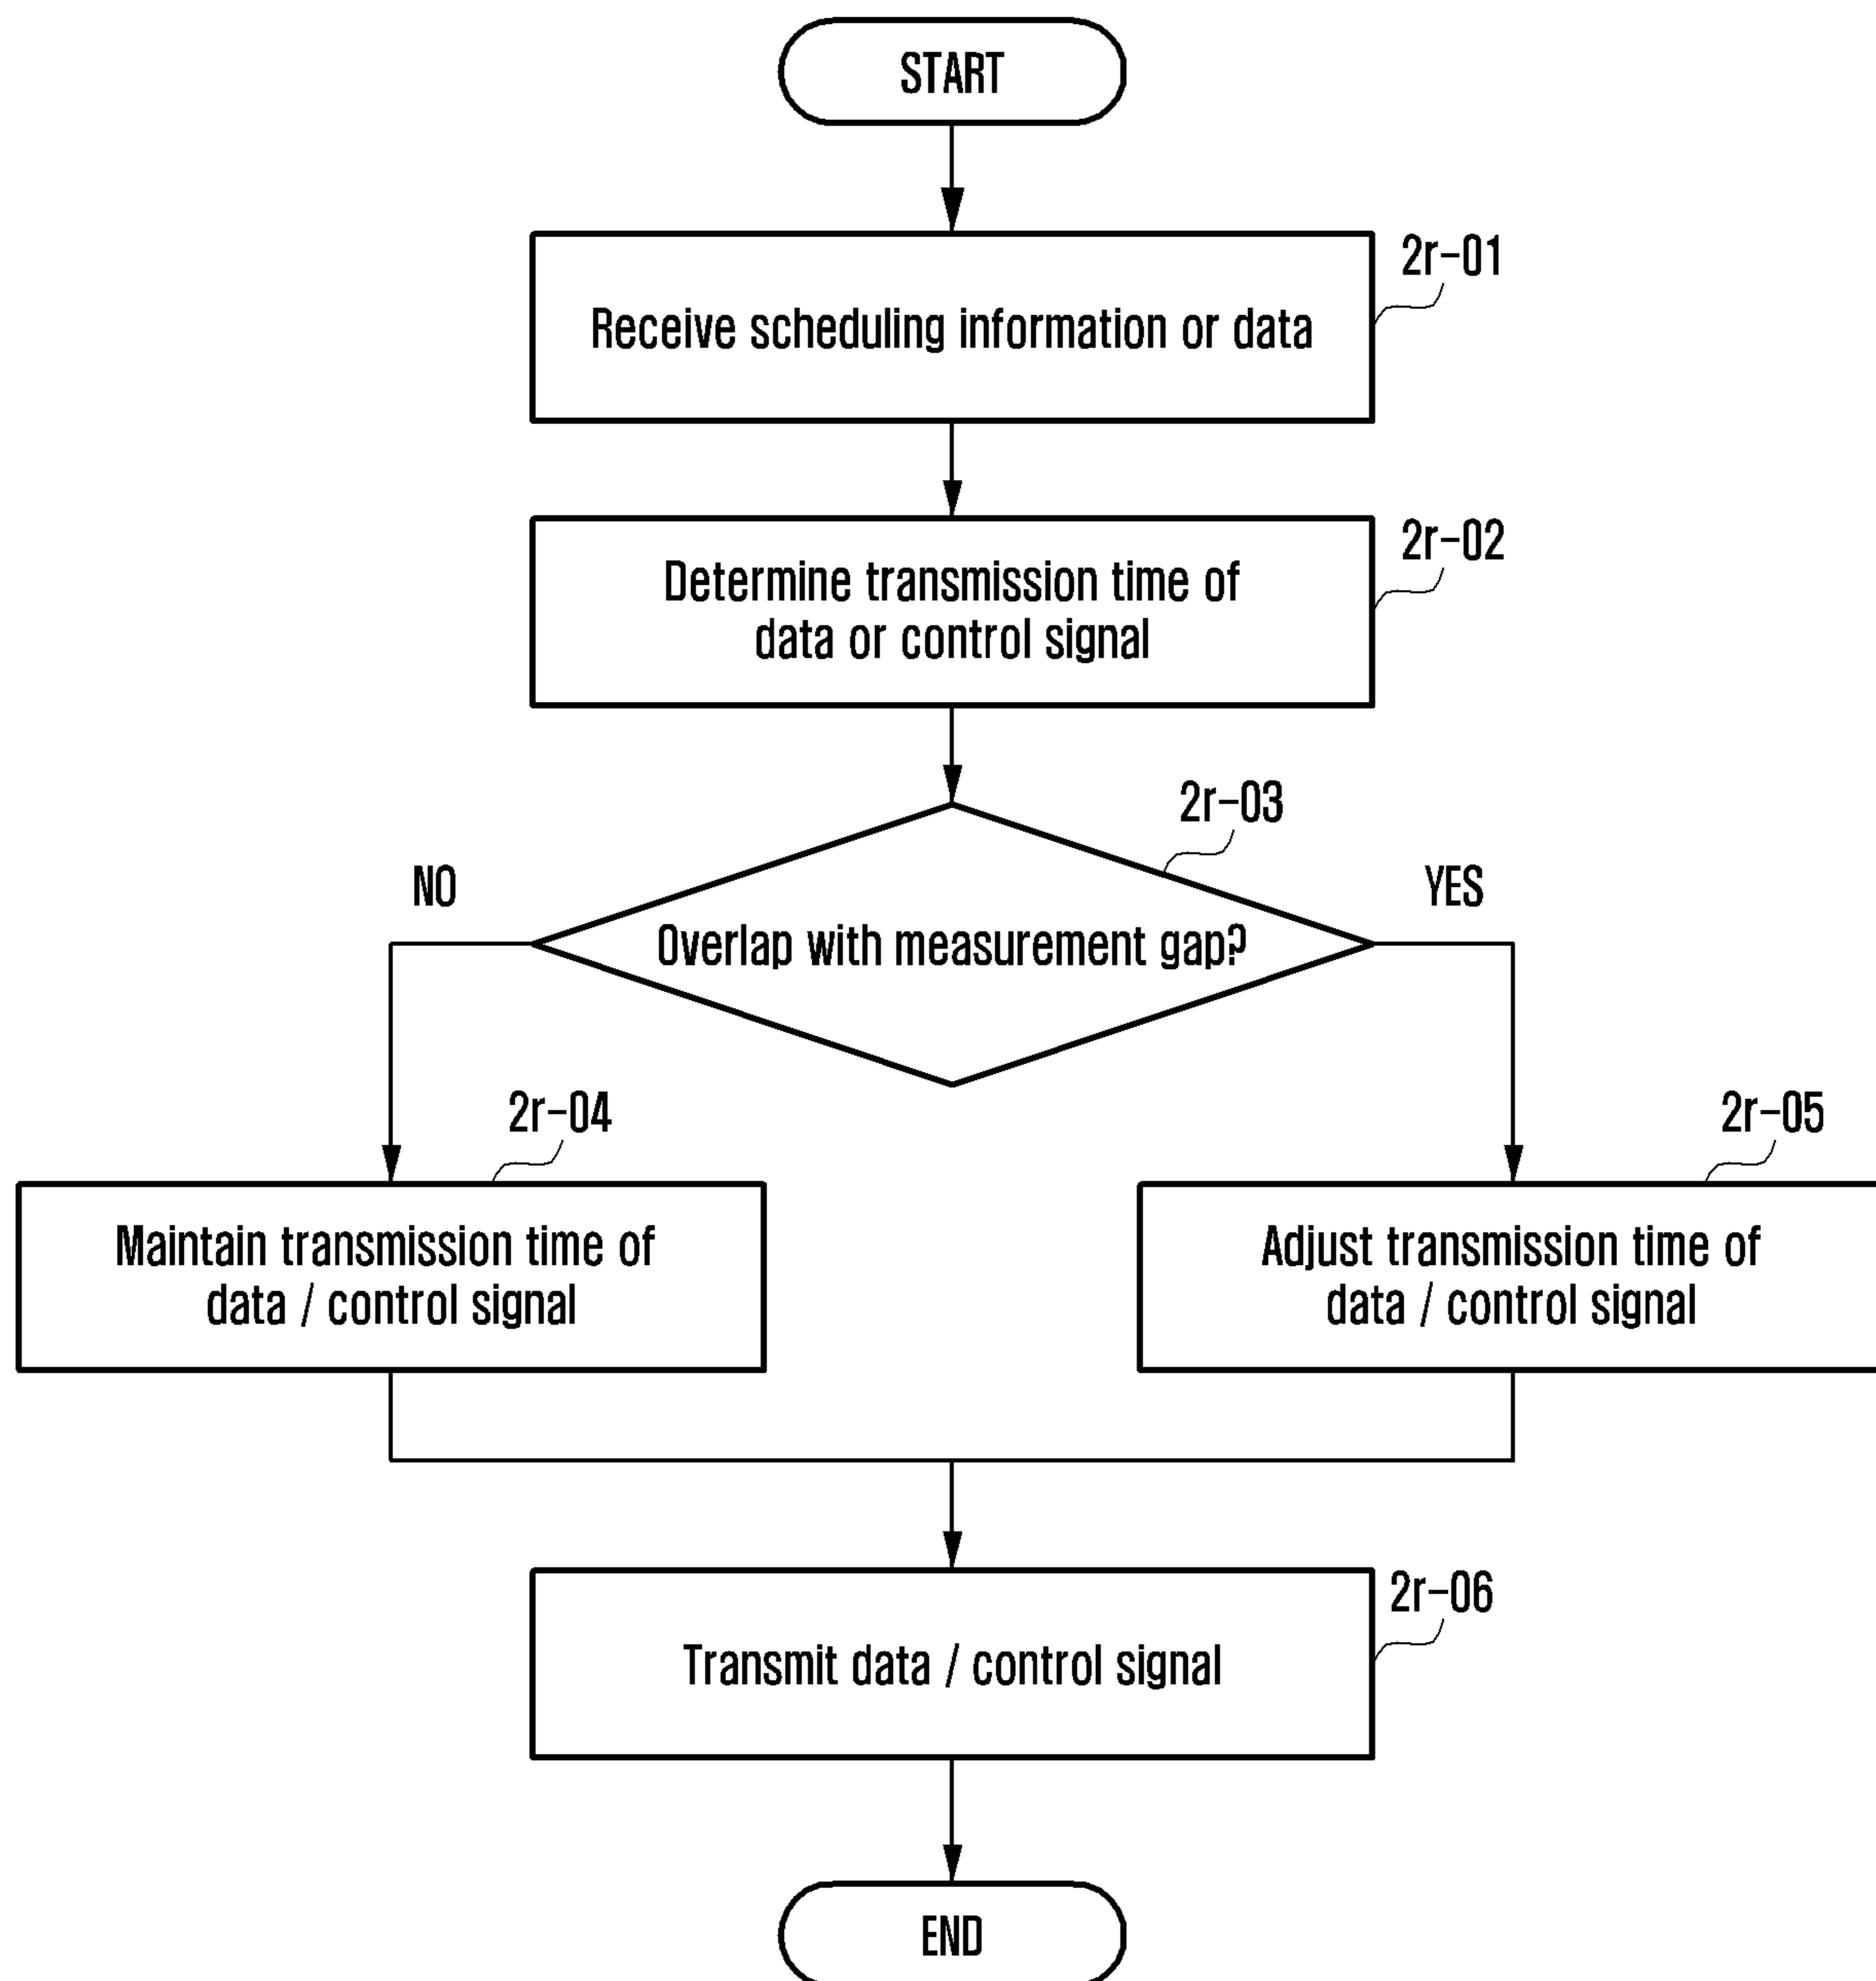 START
2r-01
Receive scheduling information or data
2r-02
Determine transmission time of
data or control signal
2r-03
NO
YES
Overlap with measurement gap?
2r-04
2r-05
Maintain transmission time of
data / control signal
Adjust transmission time of
data / control signal
2r-06
Transmit data / control signal
END